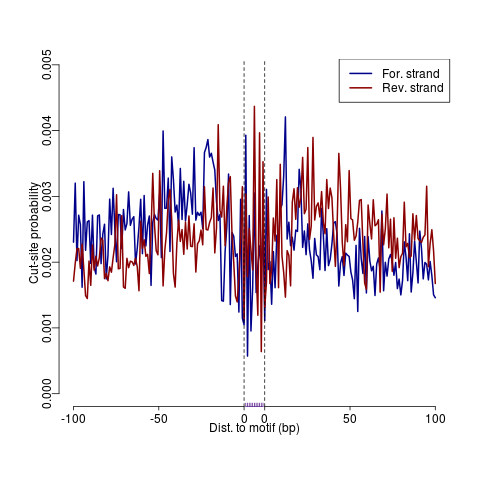 For. strand
Rev. strand
Cut-site probability
0.005
0.004
0.003
0.002
0.001
0.000
-100 -50 0 0 50 100
Dist. to motif (bp)